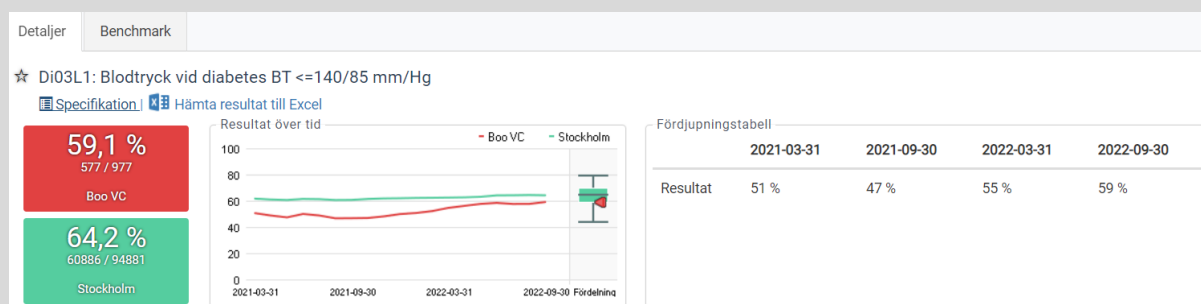 Detaljer Benchmark
☆ Di03L1: Blodtryck vid diabetes BT <=140/85 mm/Hg
Specifikation | Hämta resultat till Excel
59,1 %
577 / 977
Boo VC
64,2 %
60886 / 94881
Stockholm
Resultat över tid
Boo VC Stockholm
100
80
60
40
20
0
2021-03-31 2021-09-30 2022-03-31 2022-09-30 Fördelning
Fördjupningstabell
2021-03-31 2021-09-30 2022-03-31 2022-09-30
Resultat 51 % 47 % 55 % 59 %